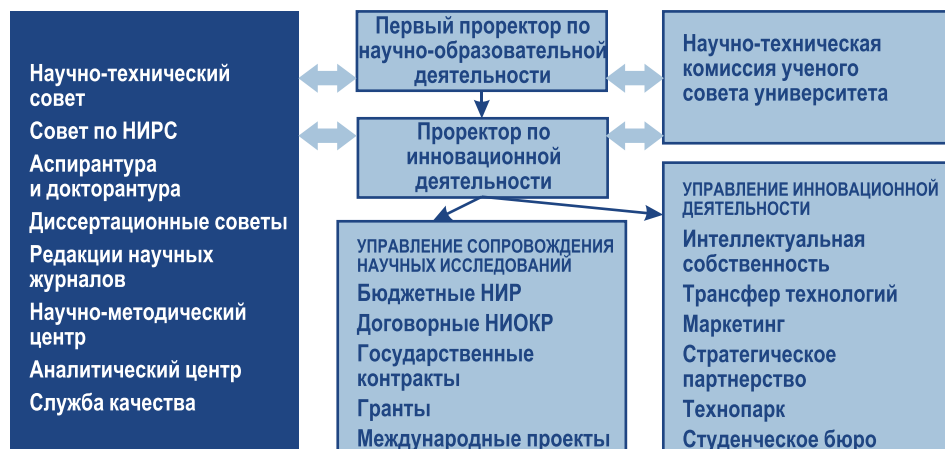 Научно-технический
совет
Совет по НИРС
Аспирантура
и докторантура
Диссертационные советы
Редакции научных
журналов
Научно-методический
центр
Аналитический центр
Служба качества
Первый проректор по
научно-образовательной
деятельности
Проректор по
инновационной
деятельности
Научно-техническая
комиссия ученого
совета университета
УПРАВЛЕНИЕ СОПРОВОЖДЕНИЯ
НАУЧНЫХ ИССЛЕДОВАНИЙ
Бюджетные НИР
Договорные НИОКР
Государственные
контракты
Гранты
Международные проекты
УПРАВЛЕНИЕ ИННОВАЦИОННОЙ
ДЕЯТЕЛЬНОСТИ
Интеллектуальная
собственность
Трансфер технологий
Маркетинг
Стратегическое
партнерство
Технопарк
Студенческое бюро